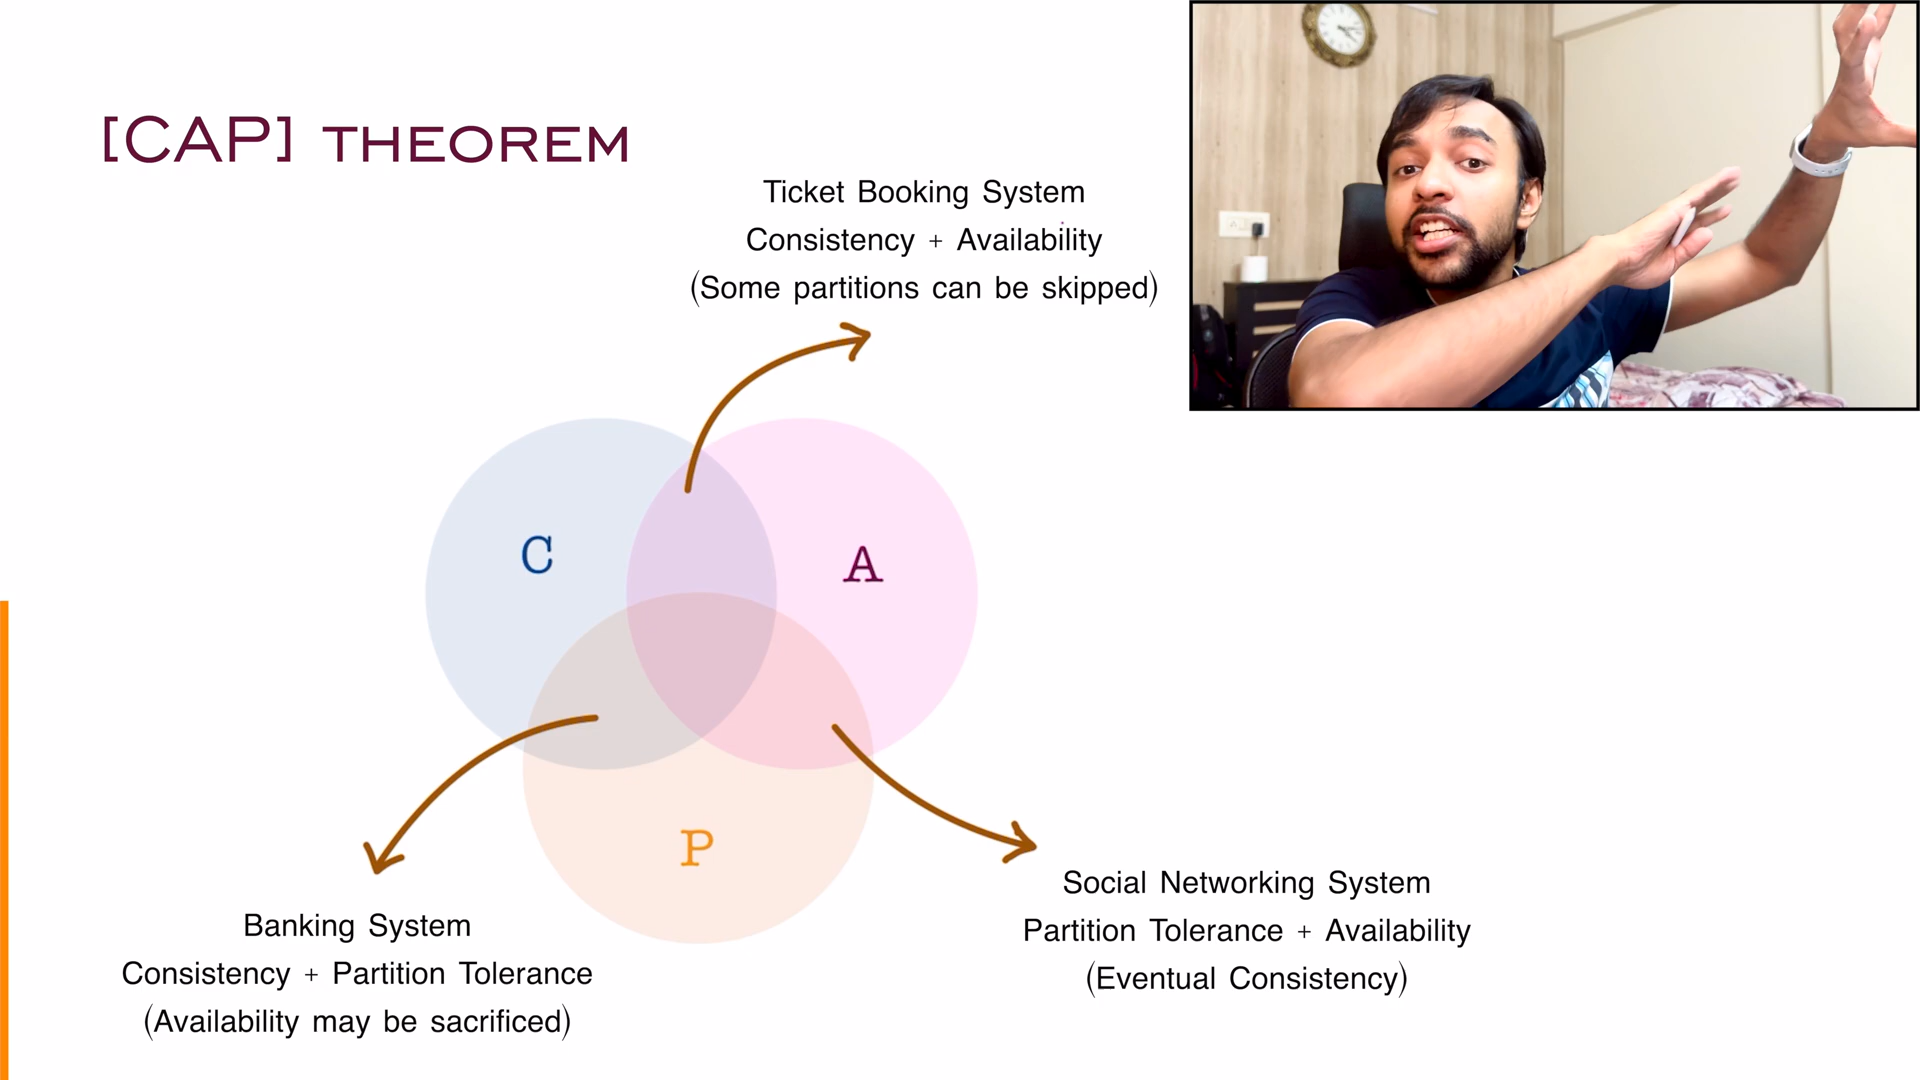 [CAP] THEOREM
Ticket Booking System
Consistency + Availability
(Some partitions can be skipped)
C
A
P
Banking System
Consistency + Partition Tolerance
(Availability may be sacrificed)
Social Networking System
Partition Tolerance + Availability
(Eventual Consistency)